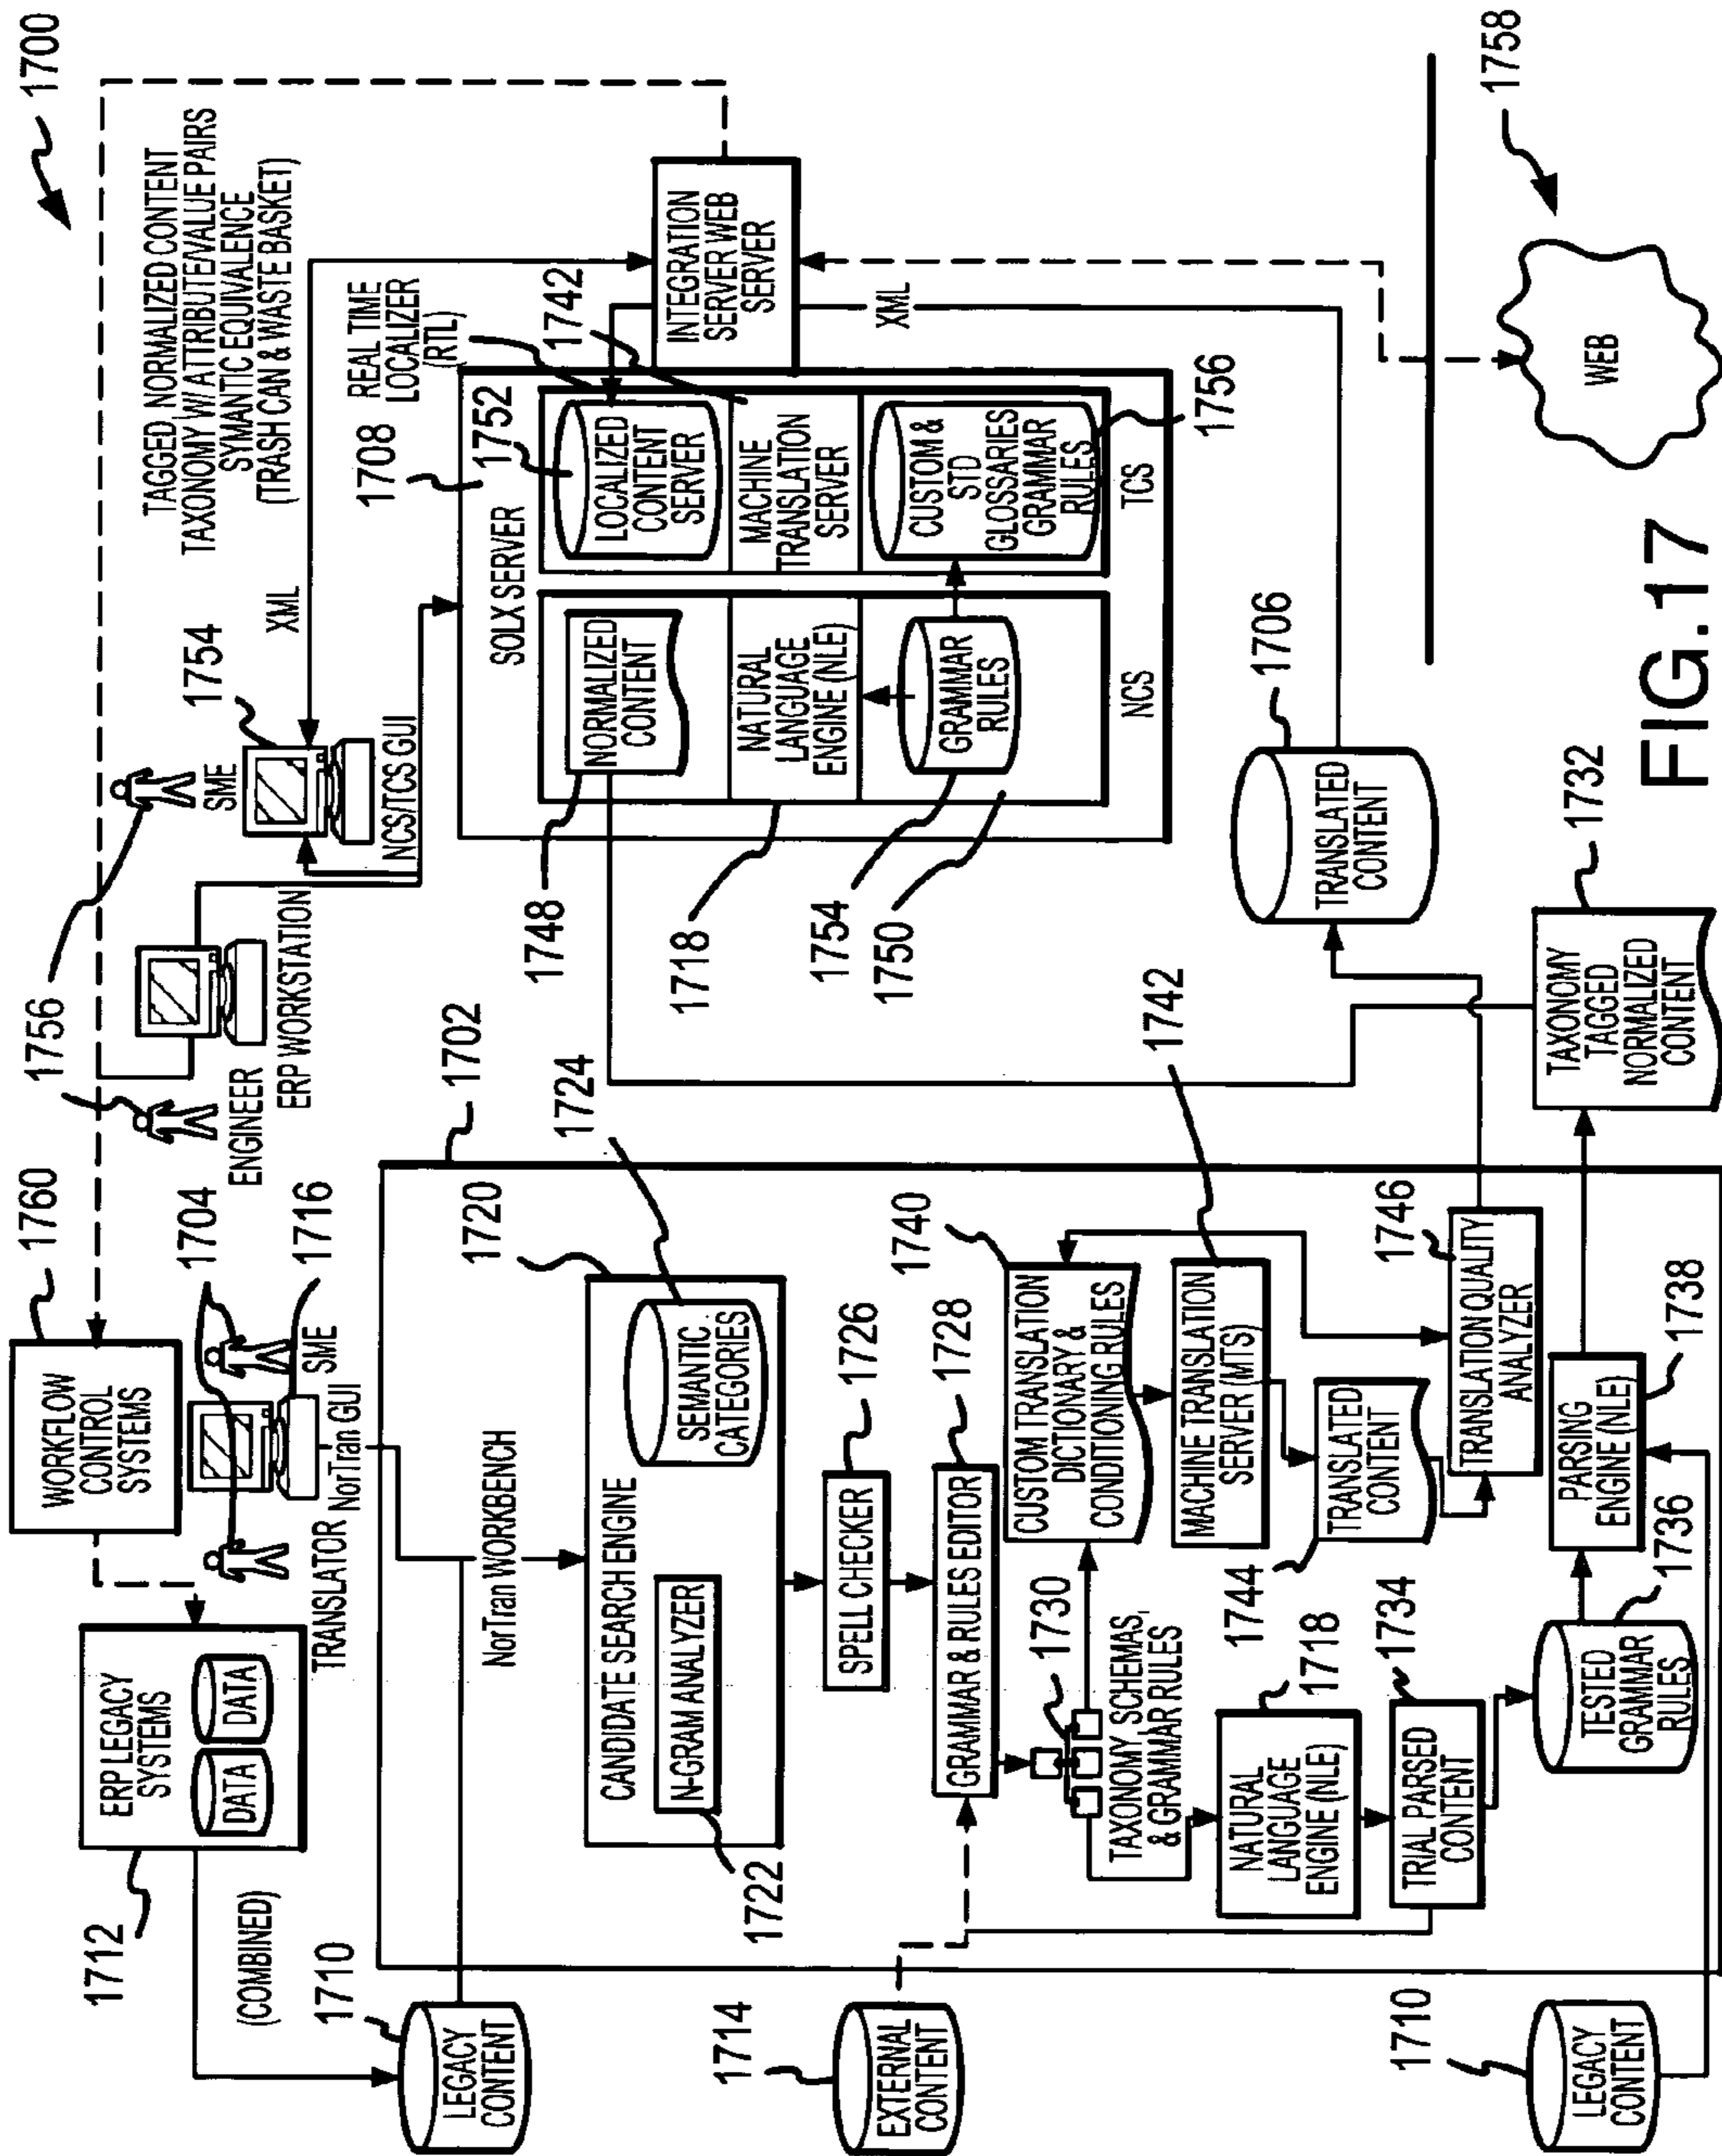 1700
1760
WORKFLOW
CONTROL
SYSTEMS
1712
ERP LEGACY
SYSTEMS
DATA
DATA
(COMBINED)
1710
LEGACY
CONTENT
1704
1716
SME
TRANSLATOR
NorTran GUI
1756
ENGINEER
ERP WORKSTATION
SME
1754
NCS/TCS GUI
XML
TAGGED NORMALIZED CONTENT
TAXONOMY W/ ATTRIBUTE/VALUE PAIRS
SYMANTIC EQUIVALENCE
(TRASH CAN & WASTE BASKET)
1702
NorTran WORKBENCH
1720
CANDIDATE SEARCH ENGINE
1722
N-GRAM ANALYZER
1724
SEMANTIC
CATEGORIES
SPELL CHECKER
1726
1714
EXTERNAL
CONTENT
GRAMMAR & RULES EDITOR
1728
1730
TAXONOMY SCHEMAS,
& GRAMMAR RULES
1740
CUSTOM TRANSLATION
DICTIONARY &
CONDITIONING RULES
1742
MACHINE TRANSLATION
SERVER (MTS)
1744
TRANSLATED
CONTENT
1746
TRANSLATION QUALITY
ANALYZER
1718
NATURAL
LANGUAGE
ENGINE (NLE)
1734
TRIAL PARSED
CONTENT
1736
TESTED
GRAMMAR
RULES
1738
PARSING
ENGINE (NLE)
1710
LEGACY
CONTENT
1732
TAXONOMY
TAGGED
NORMALIZED
CONTENT
1706
TRANSLATED
CONTENT
1708
SOLX SERVER
1748
NORMALIZED
CONTENT
1718
NATURAL
LANGUAGE
ENGINE (NLE)
1754
1750
GRAMMAR
RULES
NCS
REAL TIME
LOCALIZER
(RTL)
1752
LOCALIZED
CONTENT
SERVER
1742
MACHINE
TRANSLATION
SERVER
1756
CUSTOM &
STD
GLOSSARIES
GRAMMAR
RULES
TCS
INTEGRATION
SERVER WEB
SERVER
XML
1758
WEB
FIG.17